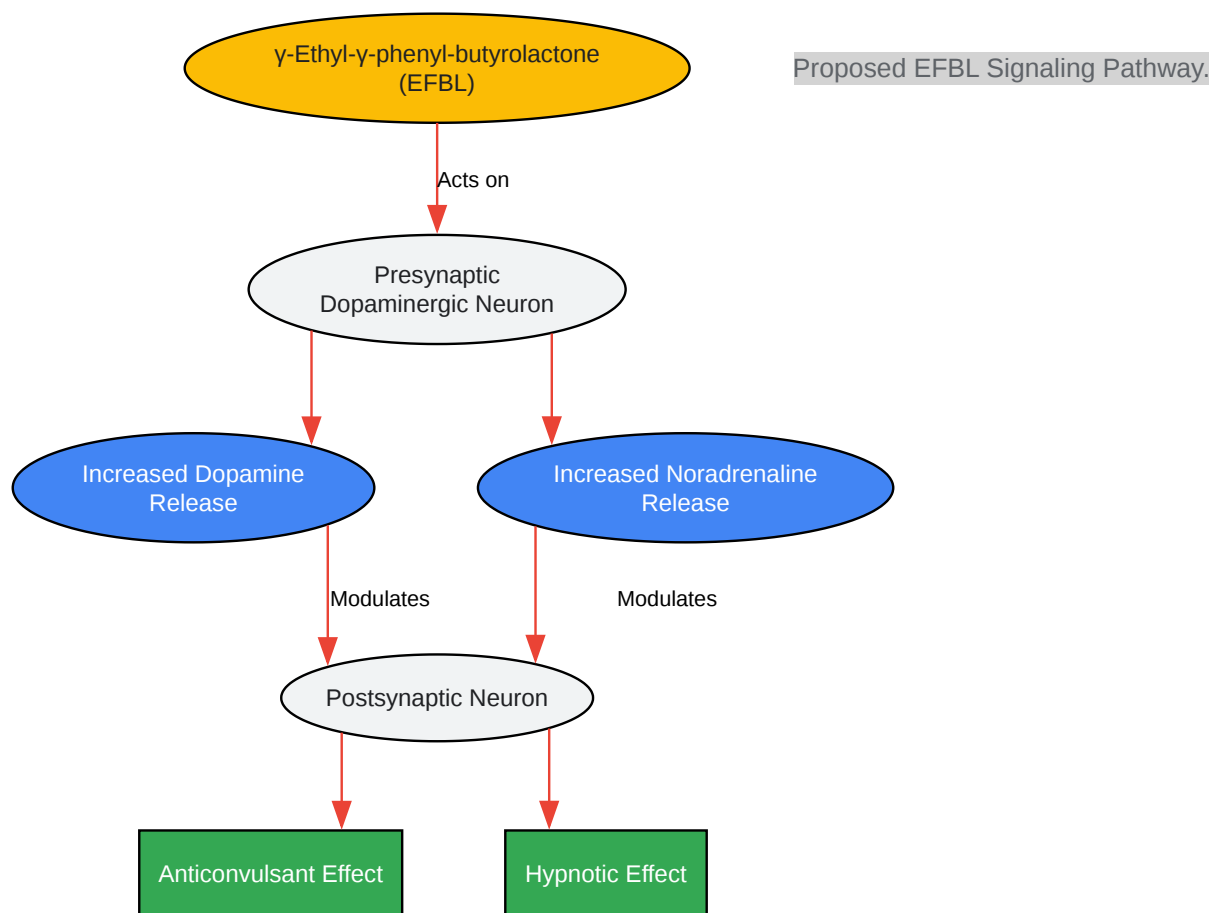 γ-Ethyl-γ-phenyl-butyrolactone
(EFBL)
Proposed EFBL Signaling Pathway.
Acts on
Presynaptic
Dopaminergic Neuron
Increased Dopamine
Release
Increased Noradrenaline
Release
Modulates
Modulates
Postsynaptic Neuron
Anticonvulsant Effect
Hypnotic Effect